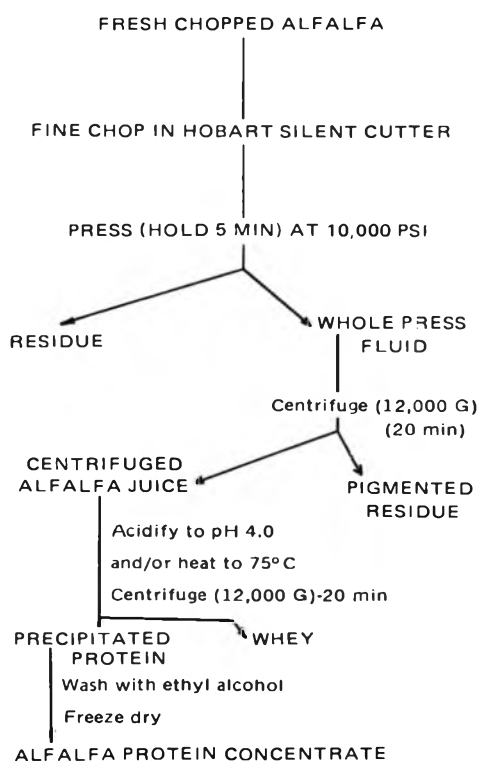 FRESH CHOPPED ALFALFA
FINE CHOP IN HOBART SILENT CUTTER
PRESS (HOLD 5 MIN) AT 10,000 PSI
RESIDUE
WHOLE PRESS
FLUID
Centrifuge (12,000 G)
(20 min)
CENTRIFUGED
ALFALFA JUICE
PIGMENTED
RESIDUE
Acidify to pH 4.0
and/or heat to 75°C
Centrifuge (12,000 G)-20 min
PRECIPITATED
PROTEIN
WHEY
Wash with ethyl alcohol
Freeze dry
ALFALFA PROTEIN CONCENTRATE